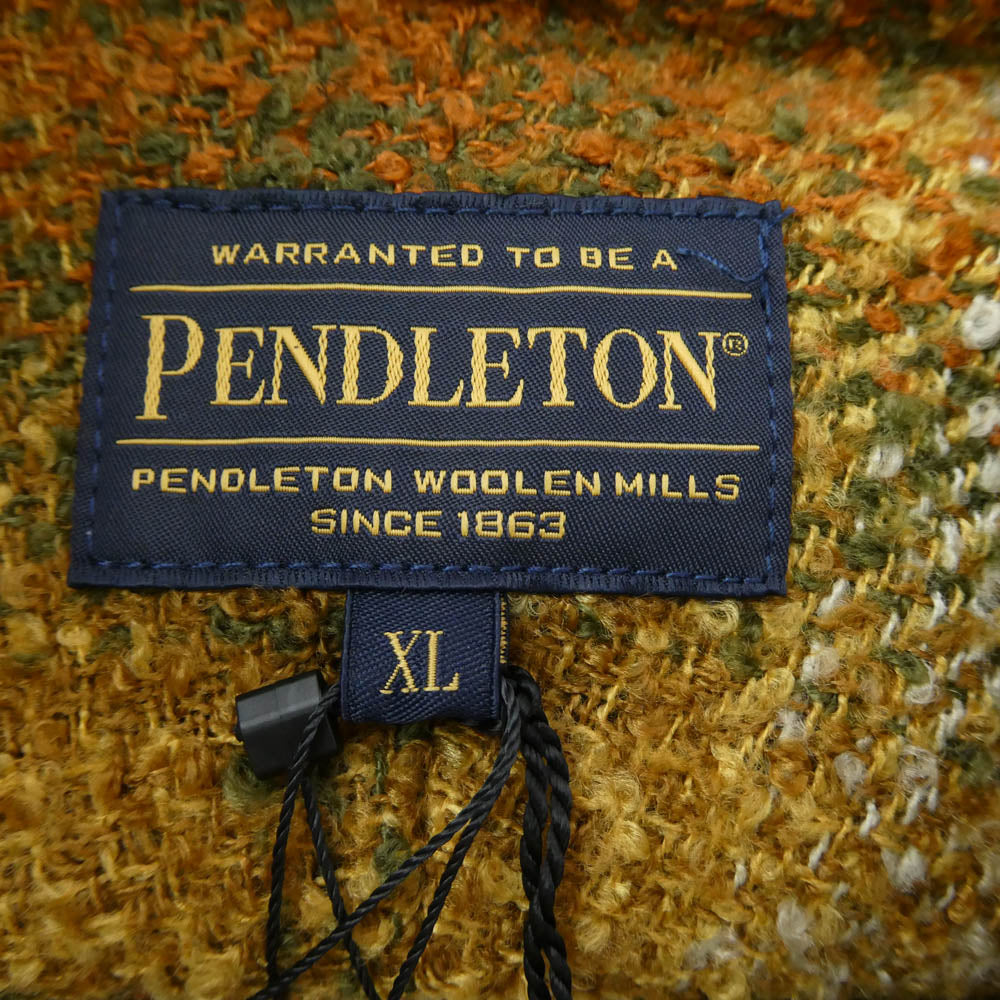 WARRANTED TO BE A
PENDLETON®
PENDLETON WOOLEN MILLS
SINCE 1863
XL